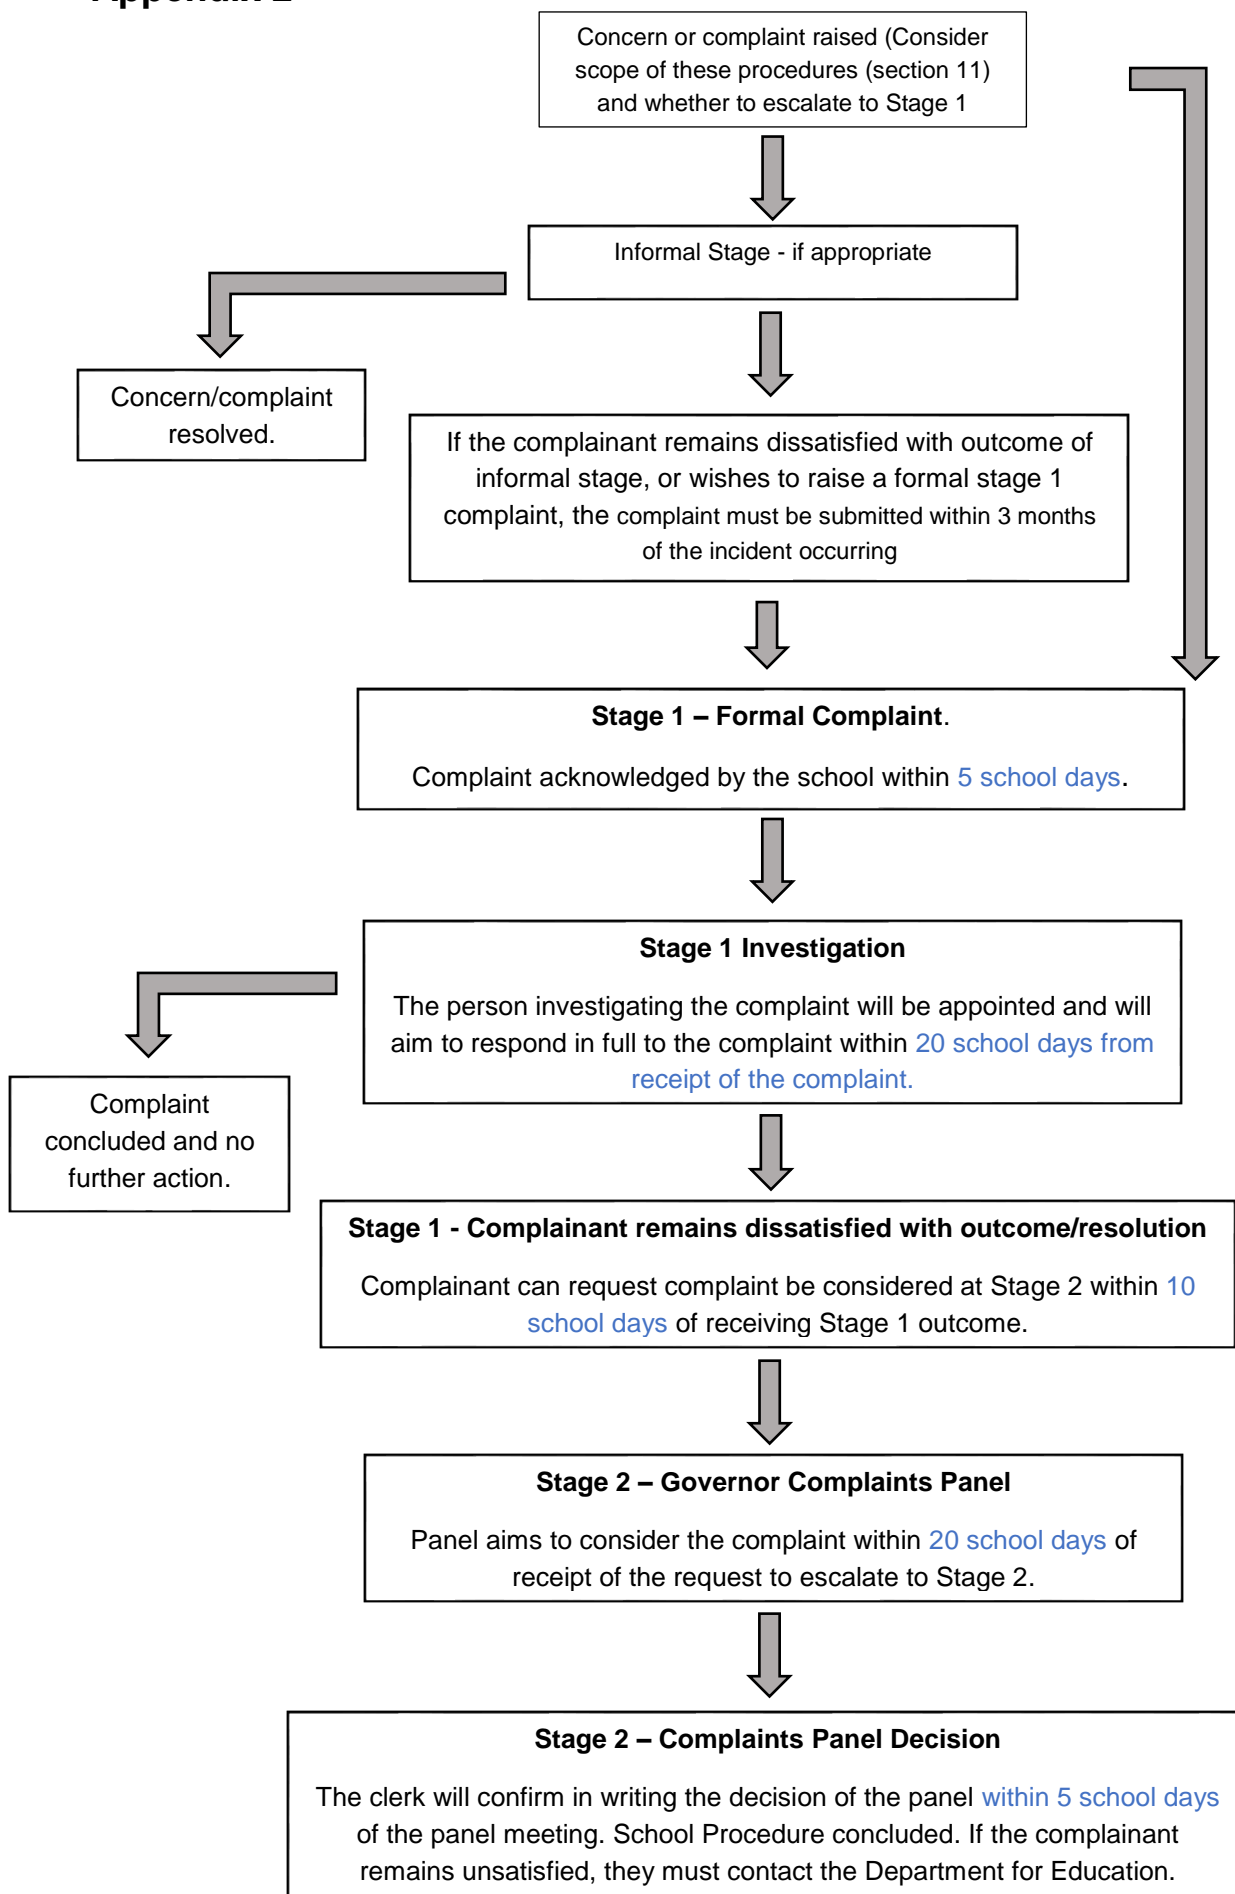 Concern or complaint raised (Consider
scope of these procedures (section 11)
and whether to escalate to Stage 1
Informal Stage - if appropriate
Concern/complaint
resolved.
If the complainant remains dissatisfied with outcome of
informal stage, or wishes to raise a formal stage 1
complaint, the complaint must be submitted within 3 months
of the incident occurring
Stage 1 – Formal Complaint.
Complaint acknowledged by the school within 5 school days.
Stage 1 Investigation
The person investigating the complaint will be appointed and will
aim to respond in full to the complaint within 20 school days from
receipt of the complaint.
Complaint
concluded and no
further action.
Stage 1 - Complainant remains dissatisfied with outcome/resolution
Complainant can request complaint be considered at Stage 2 within 10
school days of receiving Stage 1 outcome.
Stage 2 – Governor Complaints Panel
Panel aims to consider the complaint within 20 school days of
receipt of the request to escalate to Stage 2.
Stage 2 – Complaints Panel Decision
The clerk will confirm in writing the decision of the panel within 5 school days
of the panel meeting. School Procedure concluded. If the complainant
remains unsatisfied, they must contact the Department for Education.